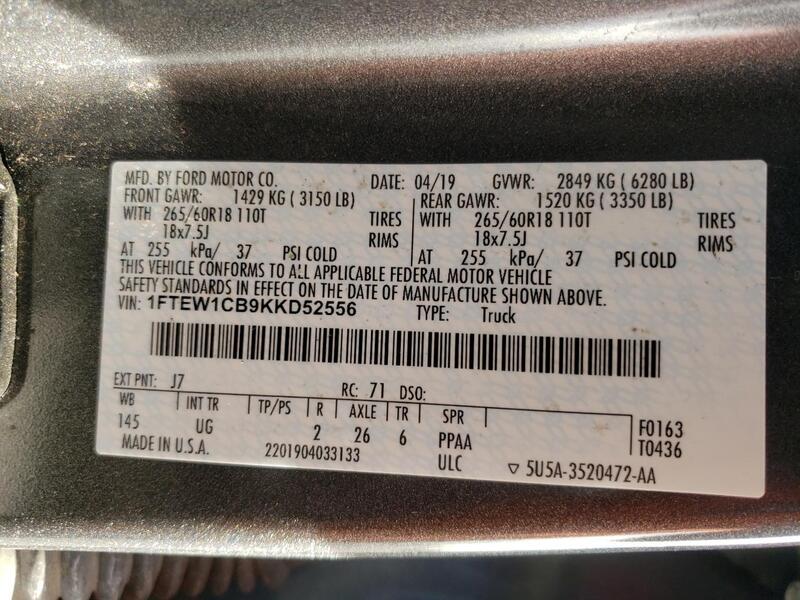 MFD. BY FORD MOTOR CO. DATE: 04/19 GVWR: 2849 KG ( 6280 LB)
FRONT GAWR: 1429 KG ( 3150 LB) REAR GAWR: 1520 KG ( 3350 LB)
WITH 265/60R18 110T TIRES WITH 265/60R18 110T TIRES
18x7.5J RIMS 18x7.5J RIMS
AT 255 kPa/ 37 PSI COLD AT 255 kPa/ 37 PSI COLD
THIS VEHICLE CONFORMS TO ALL APPLICABLE FEDERAL MOTOR VEHICLE
SAFETY STANDARDS IN EFFECT ON THE DATE OF MANUFACTURE SHOWN ABOVE.
VIN: 1FTEW1CB9KKD52556 TYPE: Truck
EXT PNT: J7 RC: 71 DSO:
WB INT TR TP/PS R AXLE TR SPR
145 UG 2 26 6 PPAA
F0163
T0436
MADE IN U.S.A. 2201904033133 ULC ▽ 5U5A-3520472-AA